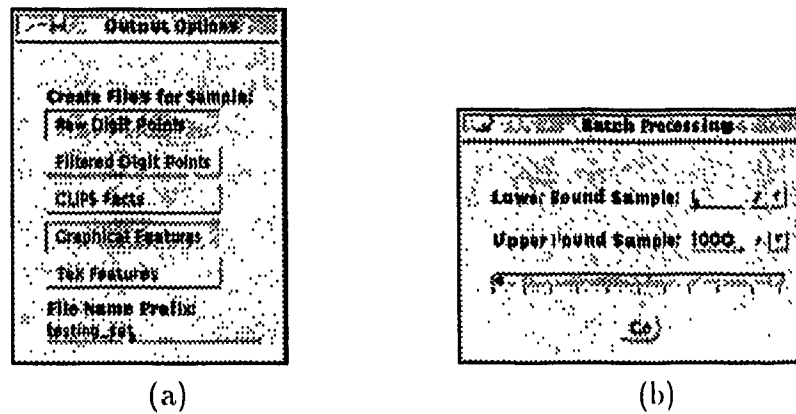 Output Options
Create Files for Sample:
Raw Digit Points
Filtered Digit Points
CLIPS Facts
Graphical Features
TeX Features
File Name Prefix:
testing_set
(a)
Batch Processing
Lower Bound Sample:
Upper Bound Sample: 1000
Go
(b)